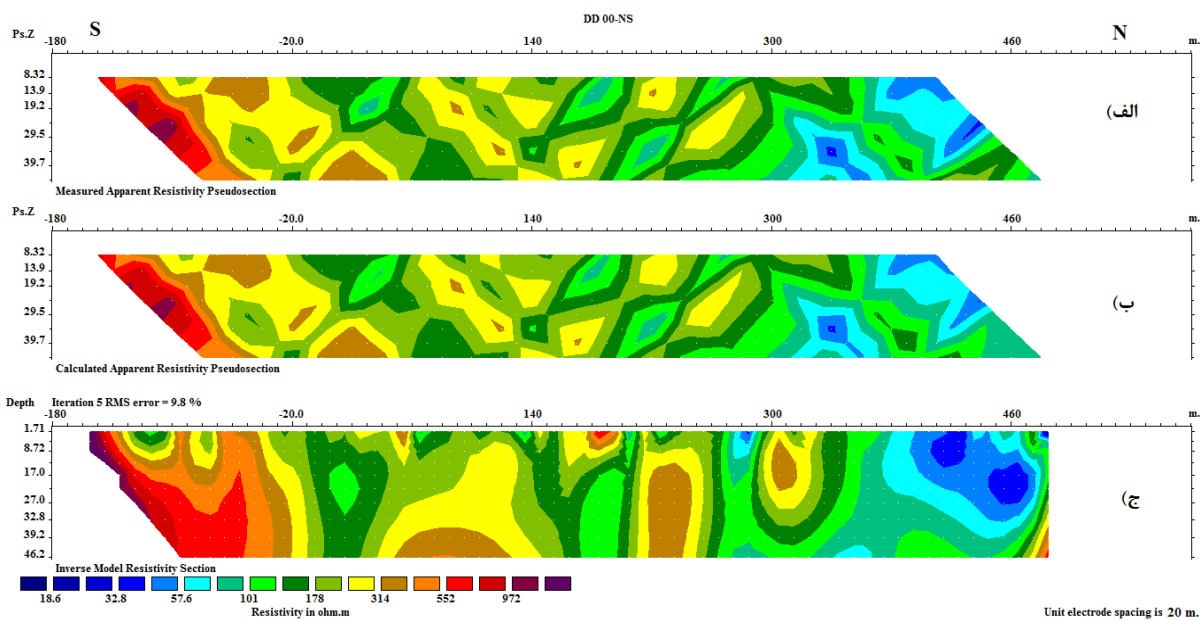 DD 00-NS
S N
Ps.Z -180 -20.0 140 300 460 m.
8.32
13.9
19.2
29.5
39.7
الف)
Measured Apparent Resistivity Pseudosection
Ps.Z -180 -20.0 140 300 460 m.
8.32
13.9
19.2
29.5
39.7
ب)
Calculated Apparent Resistivity Pseudosection
Depth Iteration 5 RMS error = 9.8 %
-180 -20.0 140 300 460 m.
1.71
8.72
17.0
27.0
32.8
39.2
46.2
ج)
Inverse Model Resistivity Section
18.6 32.8 57.6 101 178 314 552 972
Resistivity in ohm.m Unit electrode spacing is 20 m.